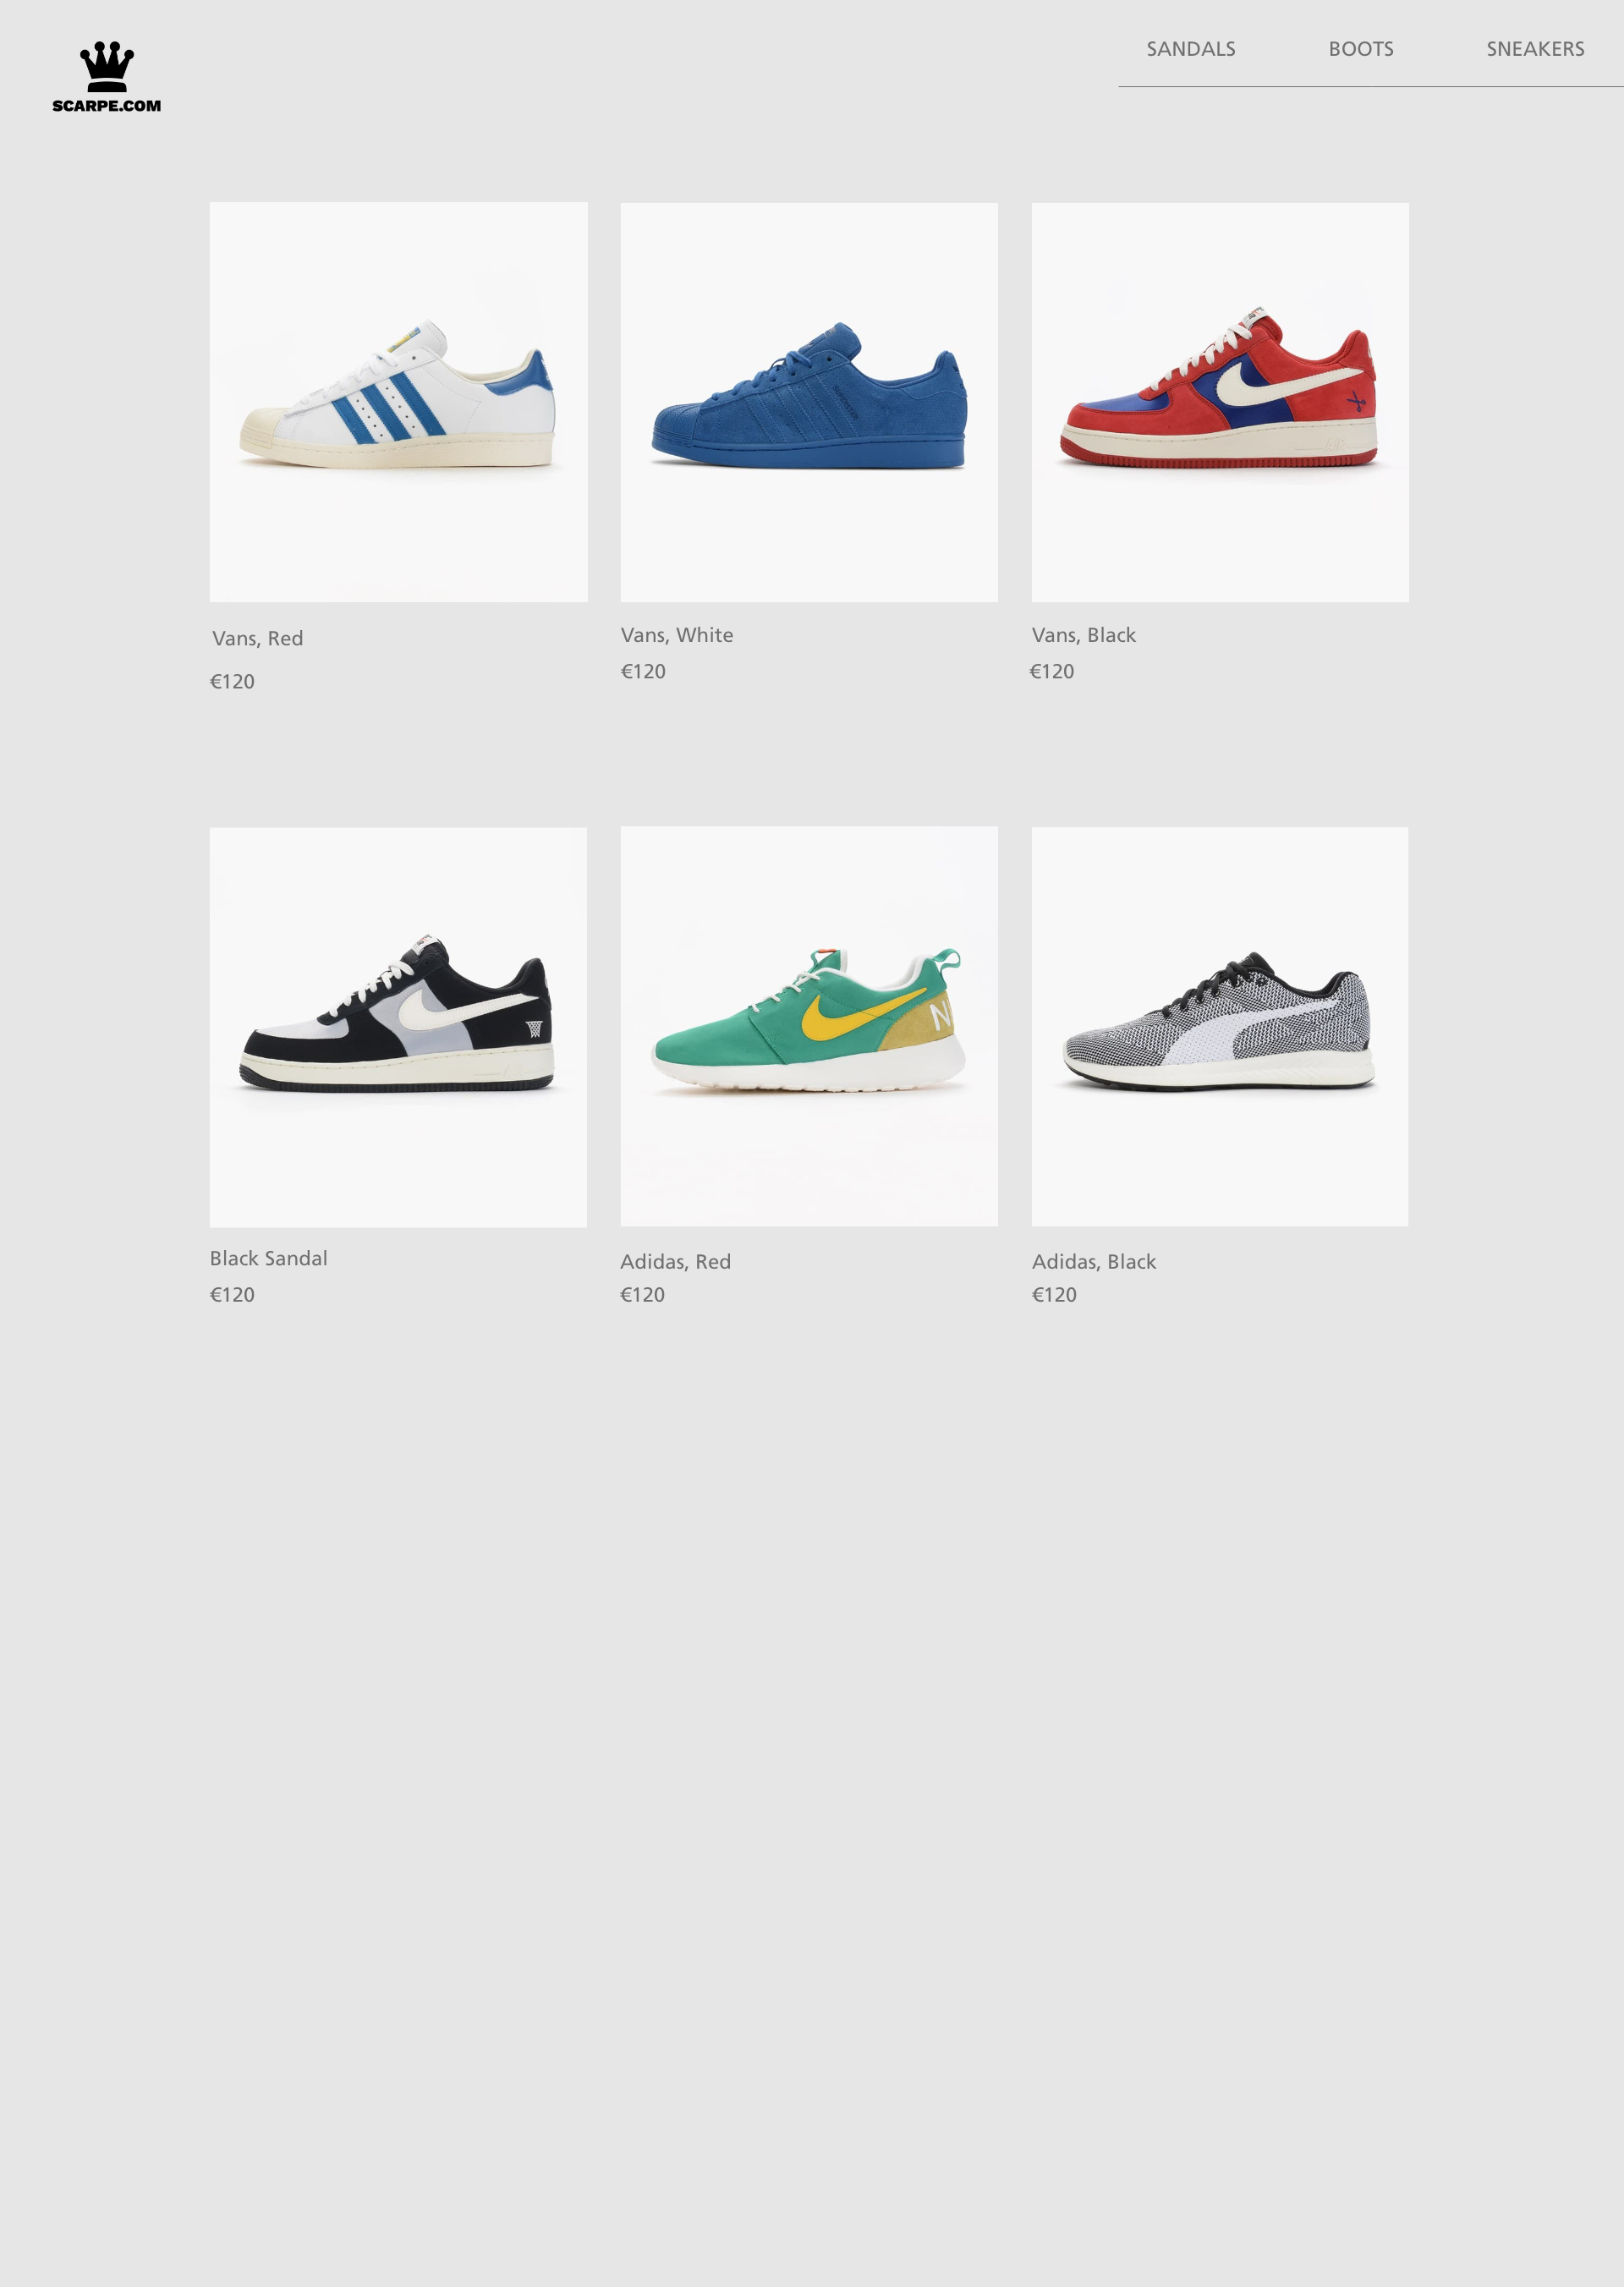 SANDALS BOOTS SNEAKERS
SCARPE.COM
Vans, Red
€120
Vans, White
€120
Vans, Black
€120
Black Sandal
€120
Adidas, Red
€120
Adidas, Black
€120